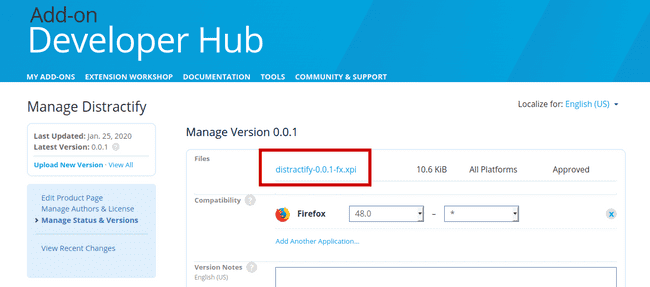 Add-on
Developer Hub
MY ADD-ONS EXTENSION WORKSHOP DOCUMENTATION TOOLS COMMUNITY & SUPPORT
Manage Distractify
Localize for: English (US)
Last Updated: Jan. 25, 2020
Latest Version: 0.0.1 ?
Upload New Version · View All
Edit Product Page
Manage Authors & License
Manage Status & Versions
View Recent Changes
Manage Version 0.0.1
Files
distractify-0.0.1-fx.xpi 10.6 KiB All Platforms Approved
Compatibility ?
Firefox 48.0 – * x
Add Another Application...
Version Notes ?
English (US)